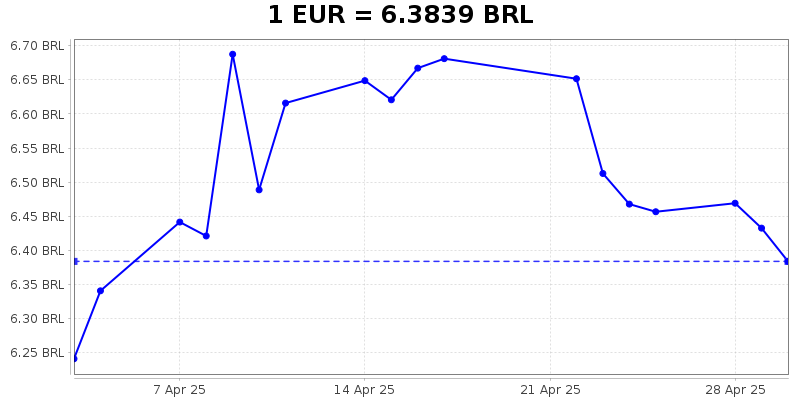 1 EUR = 6.3839 BRL
6.70 BRL
6.65 BRL
6.60 BRL
6.55 BRL
6.50 BRL
6.45 BRL
6.40 BRL
6.35 BRL
6.30 BRL
6.25 BRL
7 Apr 25
14 Apr 25
21 Apr 25
28 Apr 25